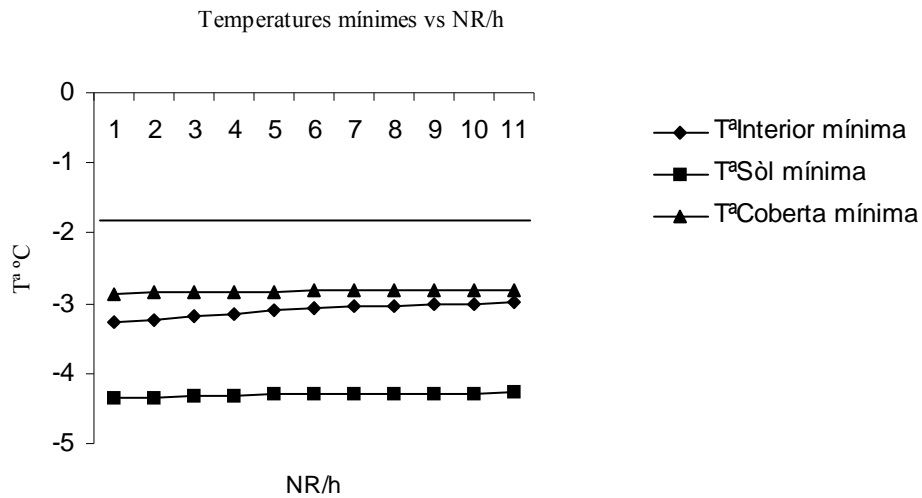 Temperatures mínimes vs NR/h
0
1 2 3 4 5 6 7 8 9 10 11
-1
-2
-3
-4
-5
Tª ºC
NR/h
TªInterior mínima
TªSòl mínima
TªCoberta mínima